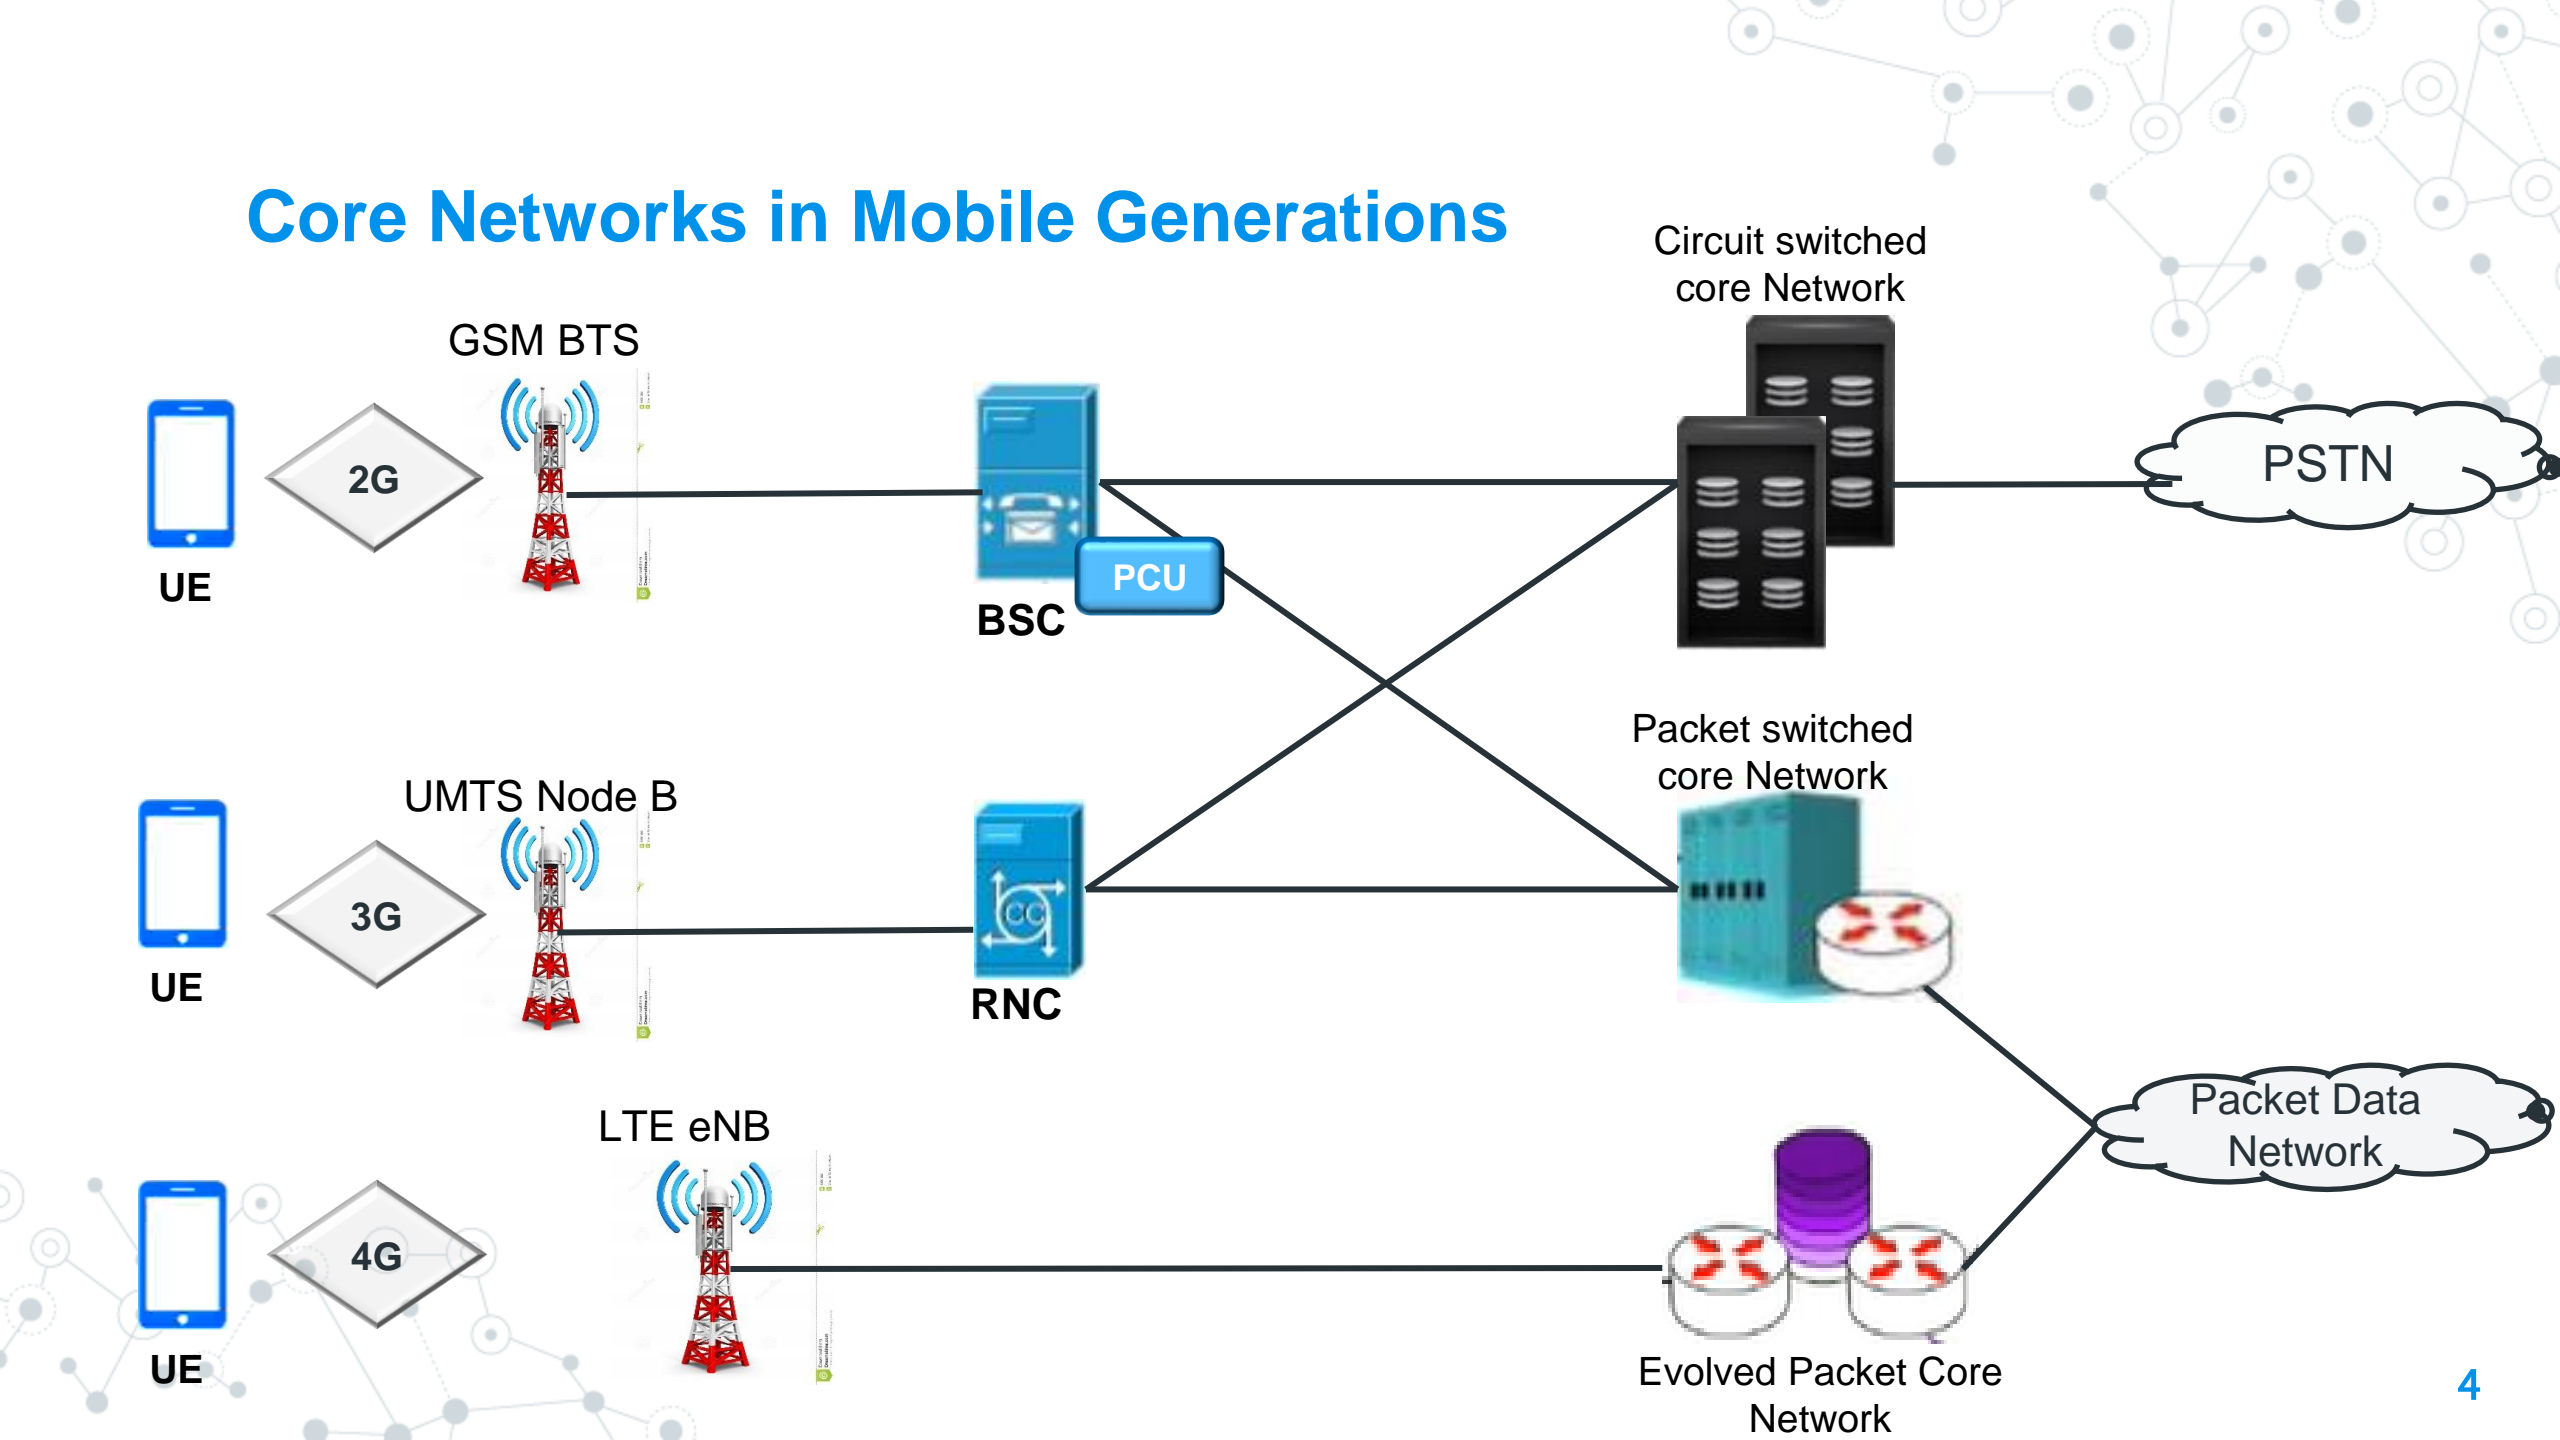 Core Networks in Mobile Generations
Circuit switched
core Network
GSM BTS
2G
UE
BSC
PCU
PSTN
Packet switched
core Network
UMTS Node B
3G
UE
RNC
CC
Packet Data
Network
LTE eNB
4G
UE
Evolved Packet Core
Network
4